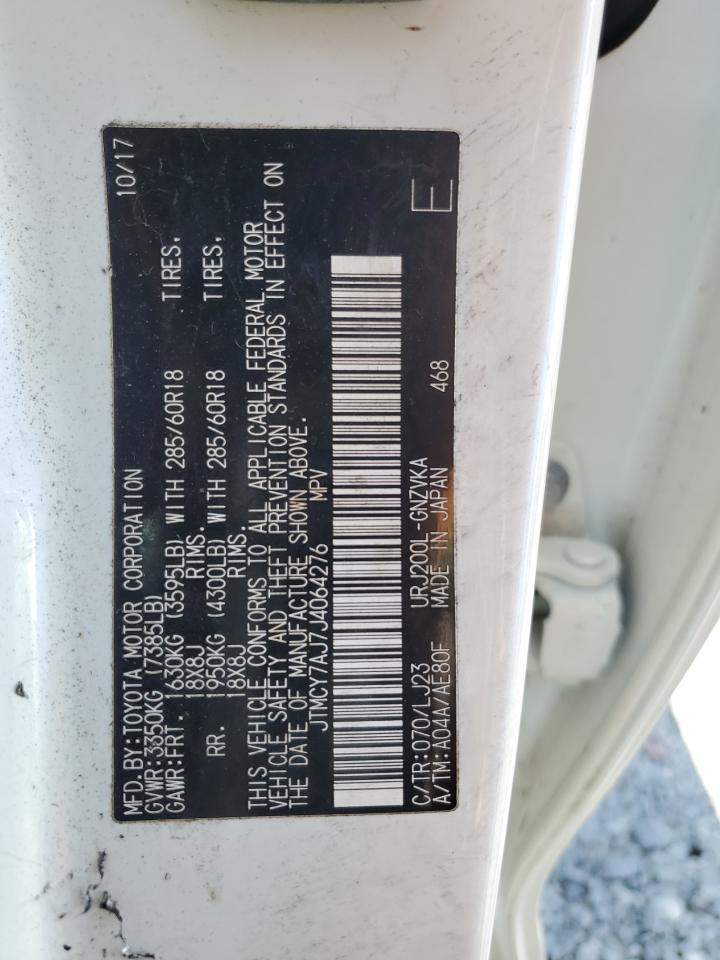 MFD.BY:TOYOTA MOTOR CORPORATION 10/17
GVWR:3350KG (7385LB)
GAWR:FRT. 1630KG (3595LB) WITH 285/60R18 TIRES,
18X8J RIMS.
RR. 1950KG (4300LB) WITH 285/60R18 TIRES,
18X8J RIMS.
THIS VEHICLE CONFORMS TO ALL APPLICABLE FEDERAL MOTOR
VEHICLE SAFETY AND THEFT PREVENTION STANDARDS IN EFFECT ON
THE DATE OF MANUFACTURE SHOWN ABOVE.
JTMCY7AJ7J4064276 MPV
C/TR:070/LJ23 URJ200L-GNZVKA 468
A/TM:A04A/AE80F MADE IN JAPAN E